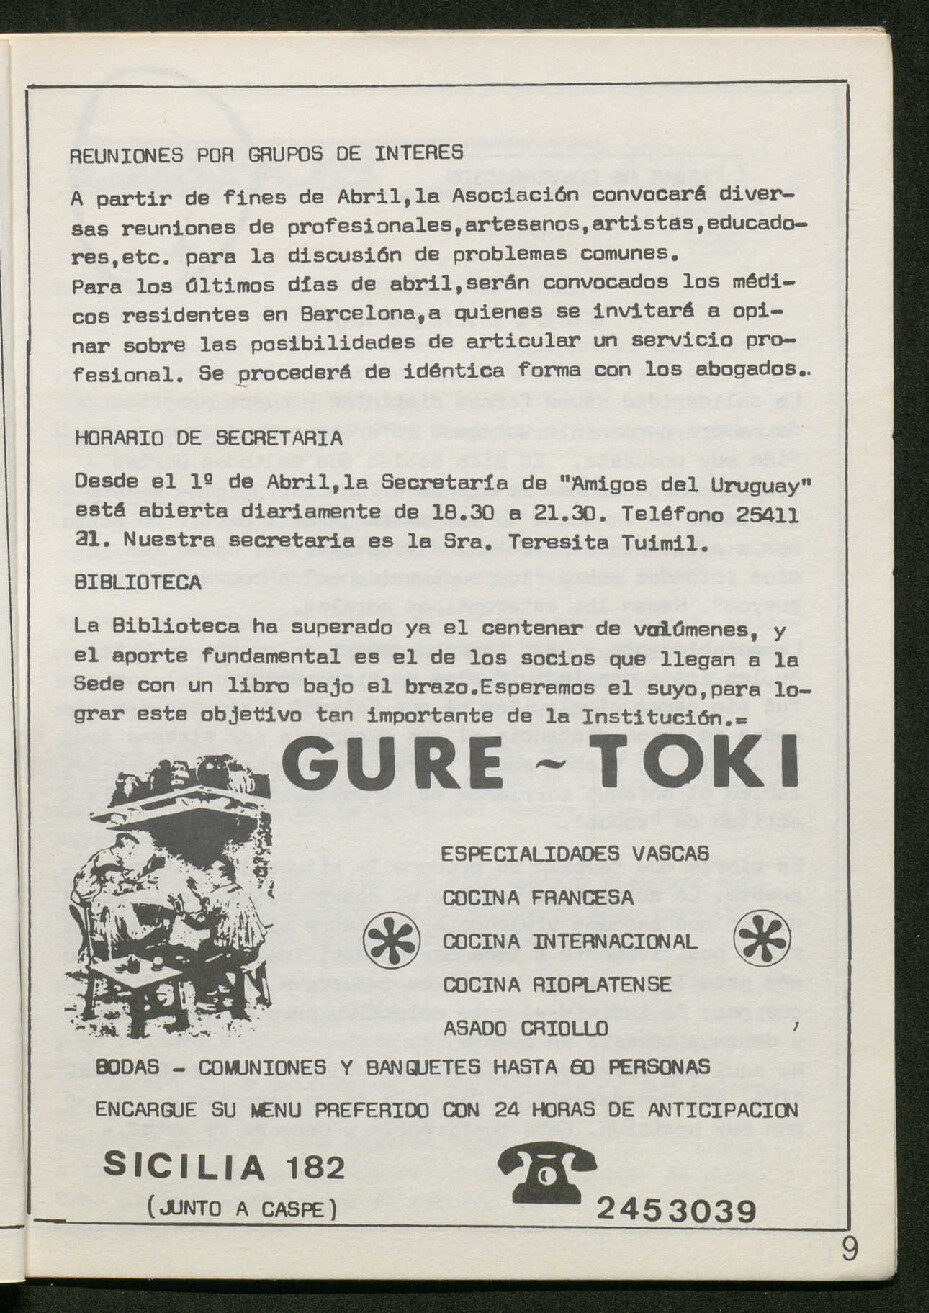 REUNIONES POR GRUPOS DE INTERES
A partir de fines de Abril,la Asociación convocará diver-
sas reuniones de profesionales,artesanos,artistas,educado-
res,etc. para la discusión de problemas comunes.
Para los últimos días de abril,serán convocados los médi-
cos residentes en Barcelona,a quienes se invitará a opi-
nar sobre las posibilidades de articular un servicio pro-
fesional. Se procederá de idéntica forma con los abogados..
HORARIO DE SECRETARIA
Desde el 1º de Abril,la Secretaría de "Amigos del Uruguay"
está abierta diariamente de 18.30 a 21.30. Teléfono 25411
21. Nuestra secretaria es la Sra. Teresita Tuimil.
BIBLIOTECA
La Biblioteca ha superado ya el centenar de volúmenes, y
el aporte fundamental es el de los socios que llegan a la
Sede con un libro bajo el brazo.Esperamos el suyo,para lo-
grar este objetivo tan importante de la Institución.=
GURE ~ TOKI
ESPECIALIDADES VASCAS
COCINA FRANCESA
COCINA INTERNACIONAL
COCINA RIOPLATENSE
ASADO CRIOLLO
BODAS - COMUNIONES Y BANQUETES HASTA 60 PERSONAS
ENCARGUE SU MENU PREFERIDO CON 24 HORAS DE ANTICIPACION
SICILIA 182
(JUNTO A CASPE)
2453039
9